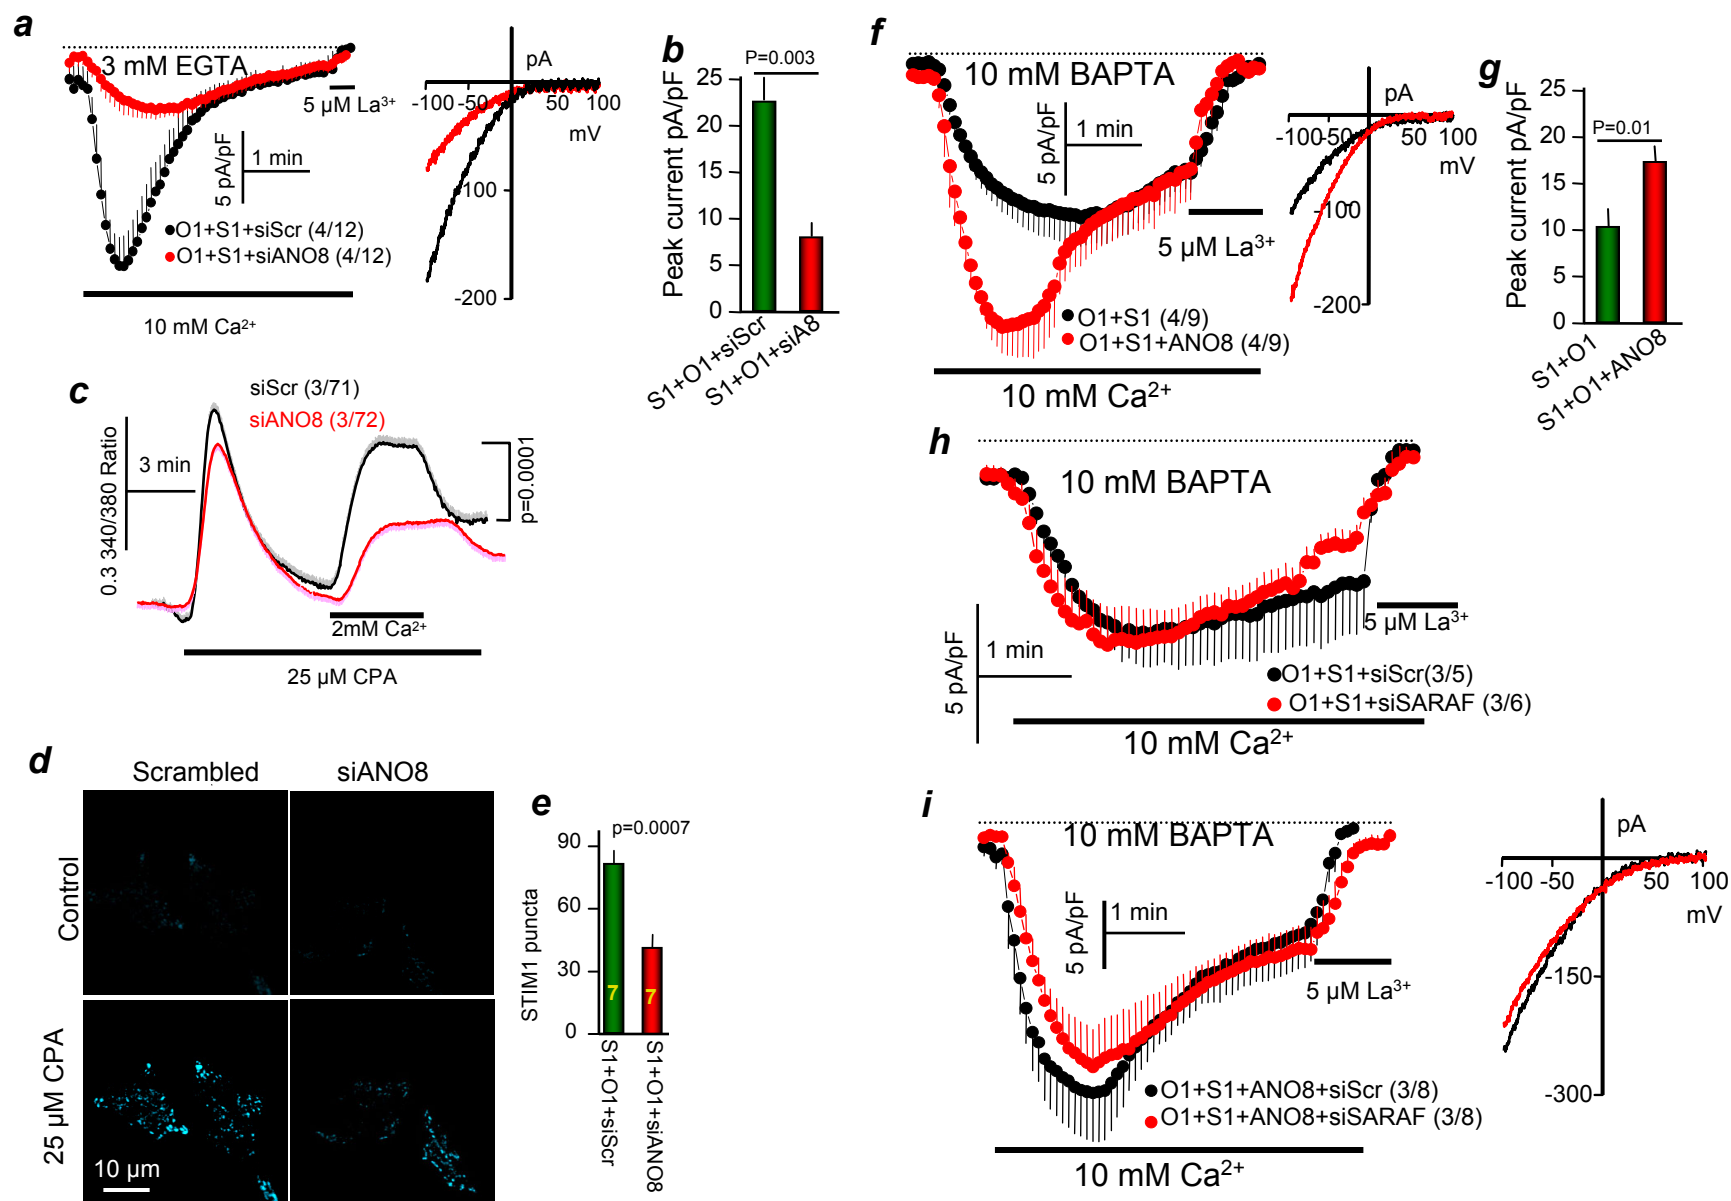 a
3 mM EGTA
5 µM La³⁺
5 pA/pF
1 min
O1+S1+siScr (4/12)
O1+S1+siANO8 (4/12)
10 mM Ca²⁺
pA
-100
-50
50
100
mV
100
-200
b
P=0.003
Peak current pA/pF
25
20
15
10
5
0
S1+O1+siScr
S1+O1+siA8
c
siScr (3/71)
siANO8 (3/72)
0.3 340/380 Ratio
3 min
p=0.0001
2mM Ca²⁺
25 µM CPA
d
Scrambled
siANO8
Control
25 µM CPA
10 µm
e
p=0.0007
STIM1 puncta
90
60
30
0
7
7
S1+O1+siScr
S1+O1+siANO8
f
10 mM BAPTA
5 pA/pF
1 min
5 µM La³⁺
O1+S1 (4/9)
O1+S1+ANO8 (4/9)
10 mM Ca²⁺
pA
-100
-50
50
100
mV
-100
-200
g
Peak current pA/pF
P=0.01
25
20
15
10
5
0
S1+O1
S1+O1+ANO8
h
10 mM BAPTA
5 pA/pF
1 min
5 µM La³⁺
O1+S1+siScr(3/5)
O1+S1+siSARAF (3/6)
10 mM Ca²⁺
i
10 mM BAPTA
5 pA/pF
1 min
5 µM La³⁺
O1+S1+ANO8+siScr (3/8)
O1+S1+ANO8+siSARAF (3/8)
10 mM Ca²⁺
pA
-100
-50
50
100
mV
-150
-300